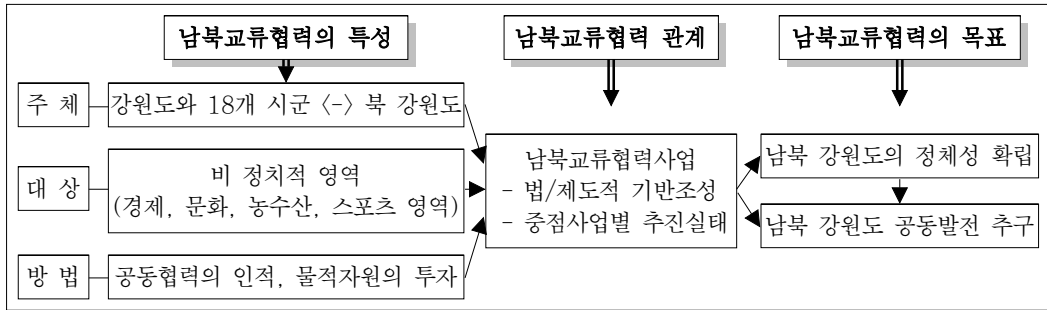 남북교류협력의 특성
남북교류협력 관계
남북교류협력의 목표
주 체
강원도와 18개 시군 〈-〉 북 강원도
대 상
비 정치적 영역
(경제, 문화, 농수산, 스포츠 영역)
방 법
공동협력의 인적, 물적자원의 투자
남북교류협력사업
- 법/제도적 기반조성
- 중점사업별 추진실태
남북 강원도의 정체성 확립
남북 강원도 공동발전 추구